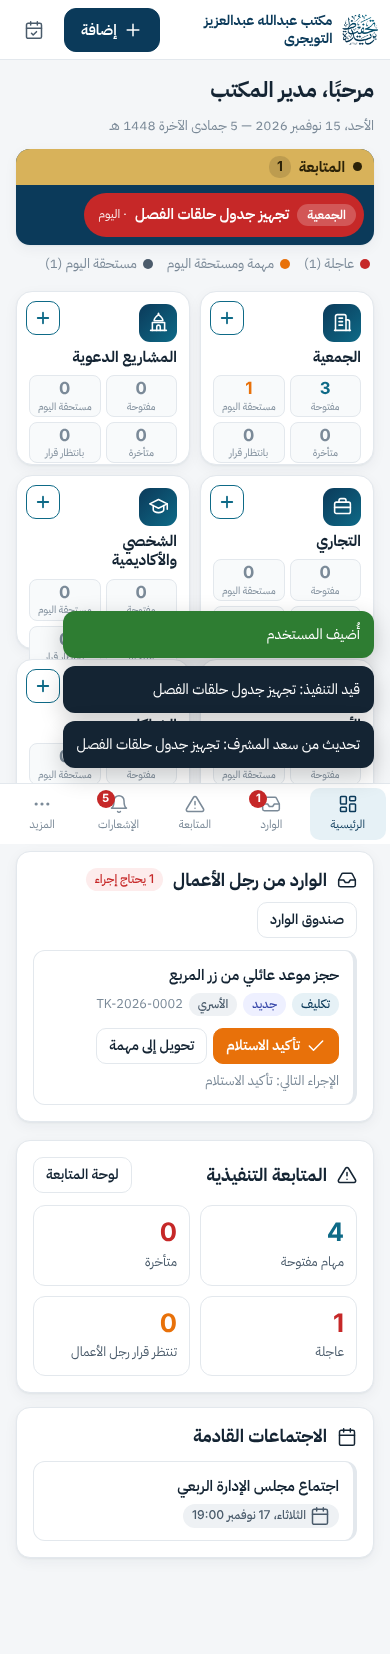 مكتب عبدالله عبدالعزيز
التويجري
إضافة
مرحبًا، مدير المكتب
الأحد، 15 نوفمبر 2026 — 5 جمادى الآخرة 1448 هـ
المتابعة 1
الجمعية تجهيز جدول حلقات الفصل · اليوم
عاجلة (1) مهمة ومستحقة اليوم مستحقة اليوم (1)
الجمعية
3 1
مفتوحة مستحقة اليوم
0 0
متأخرة بانتظار قرار
المشاريع الدعوية
0 0
مفتوحة مستحقة اليوم
0 0
متأخرة بانتظار قرار
التجاري
0 0
مفتوحة مستحقة اليوم
الشخصي
والأكاديمية
0 0
مفتوحة مستحقة اليوم
أُضيف المستخدم
قيد التنفيذ: تجهيز جدول حلقات الفصل
تحديث من سعد المشرف: تجهيز جدول حلقات الفصل
مفتوحة مستحقة اليوم
مفتوحة مستحقة اليوم
الرئيسية
1 الوارد
المتابعة
5 الإشعارات
المزيد
الوارد من رجل الأعمال 1 يحتاج إجراء
صندوق الوارد
حجز موعد عائلي من زر المربع
تكليف جديد الأسري TK-2026-0002
تأكيد الاستلام تحويل إلى مهمة
الإجراء التالي: تأكيد الاستلام
المتابعة التنفيذية لوحة المتابعة
4 0
مهام مفتوحة متأخرة
1 0
عاجلة تنتظر قرار رجل الأعمال
الاجتماعات القادمة
اجتماع مجلس الإدارة الربعي
الثلاثاء، 17 نوفمبر 19:00